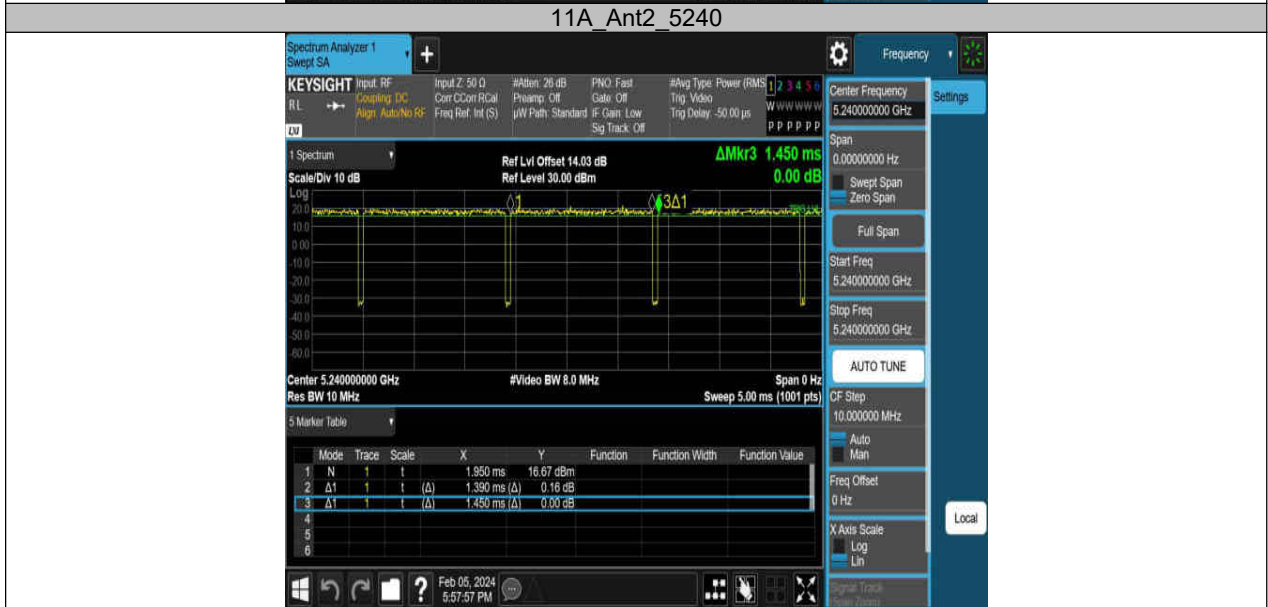 11A_Ant2_5240
Spectrum Analyzer 1
Swept SA
+
Frequency
KEYSIGHT
RL
LXI
Input: RF
Coupling: DC
Align: Auto/No RF
Input Z: 50 Ω
Corr CCorr RCal
Freq Ref: Int (S)
#Atten: 26 dB
Preamp: Off
µW Path: Standard
PNO: Fast
Gate: Off
IF Gain: Low
Sig Track: Off
#Avg Type: Power (RMS
Trig: Video
Trig Delay: -50.00 µs
1 2 3 4 5 6
W W W W W W
P P P P P P
1 Spectrum
Scale/Div 10 dB
Ref Lvl Offset 14.03 dB
Ref Level 30.00 dBm
ΔMkr3 1.450 ms
0.00 dB
Log
1
3Δ1
20.0
10.0
0.00
-10.0
-20.0
-30.0
-40.0
-50.0
-60.0
Center 5.240000000 GHz
Res BW 10 MHz
#Video BW 8.0 MHz
Span 0 Hz
Sweep 5.00 ms (1001 pts)
5 Marker Table
Mode Trace Scale X Y Function Function Width Function Value
1 N 1 t 1.950 ms 16.67 dBm
2 Δ1 1 t (Δ) 1.390 ms (Δ) 0.16 dB
3 Δ1 1 t (Δ) 1.450 ms (Δ) 0.00 dB
4
5
6
Feb 05, 2024
5:57:57 PM
?
Center Frequency
5.240000000 GHz
Settings
Span
0.00000000 Hz
Swept Span
Zero Span
Full Span
Start Freq
5.240000000 GHz
Stop Freq
5.240000000 GHz
AUTO TUNE
CF Step
10.000000 MHz
Auto
Man
Freq Offset
0 Hz
X Axis Scale
Log
Lin
Local
Signal Track
(Span Zoom)